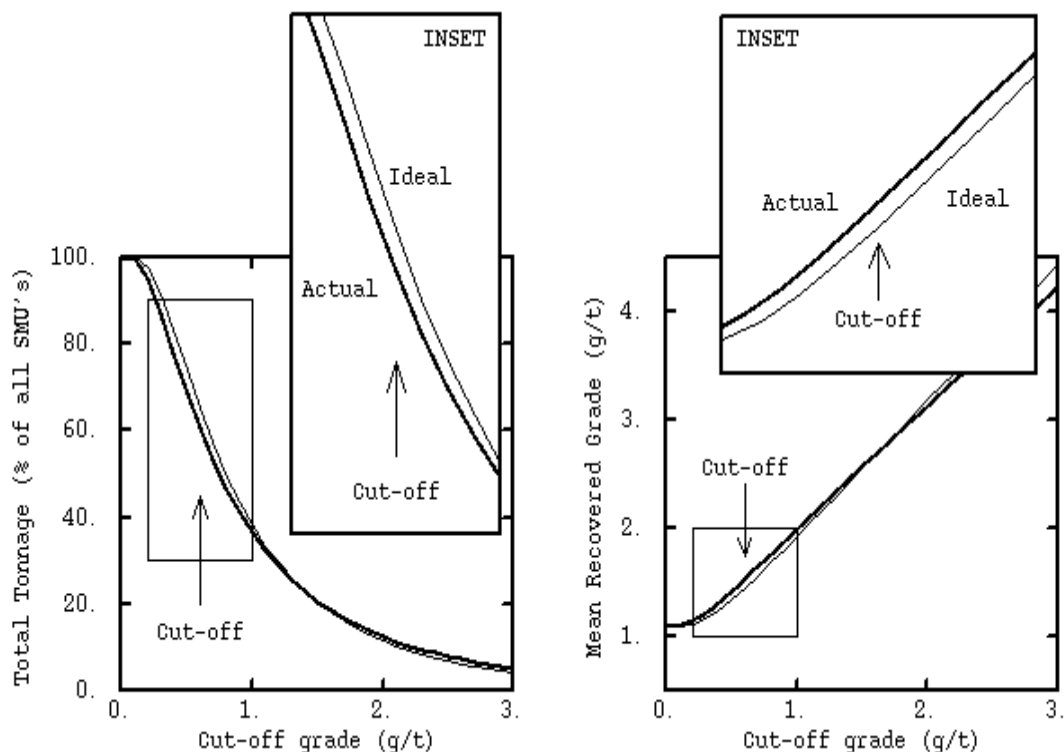 INSET
Ideal
Actual
Cut-off
100.
80.
60.
40.
20.
0.
Total Tonnage (% of all SMU's)
Cut-off
0.
1.
2.
3.
Cut-off grade (g/t)
INSET
Actual
Ideal
Cut-off
4.
3.
2.
1.
Mean Recovered Grade (g/t)
Cut-off
0.
1.
2.
3.
Cut-off grade (g/t)